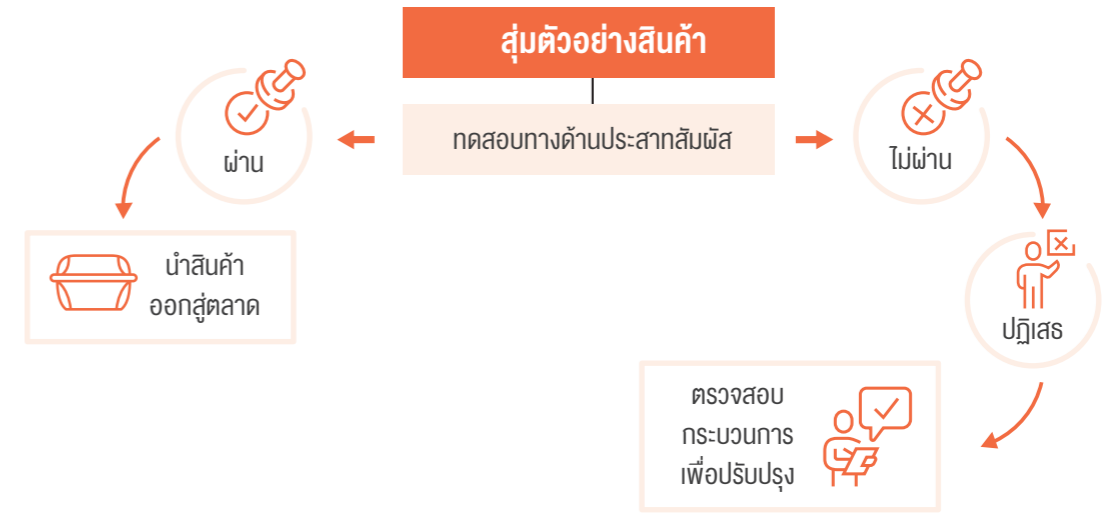 สุ่มตัวอย่างสินค้า
ทดสอบทางด้านประสาทสัมผัส
ผ่าน
ไม่ผ่าน
นำสินค้า
ออกสู่ตลาด
ปฏิเสธ
ตรวจสอบ
กระบวนการ
เพื่อปรับปรุง